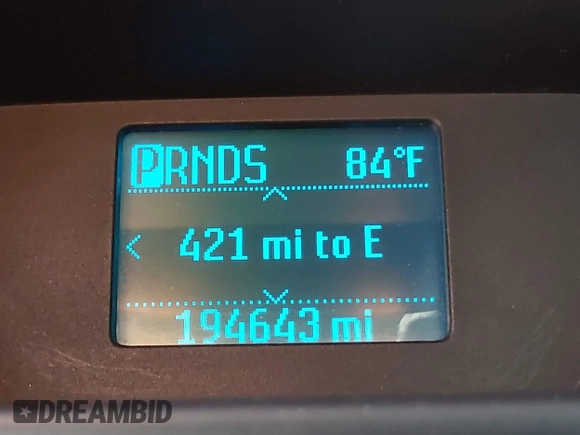 PRNDS 84°F
< 421 mi to E
194643 mi
DREAMBID